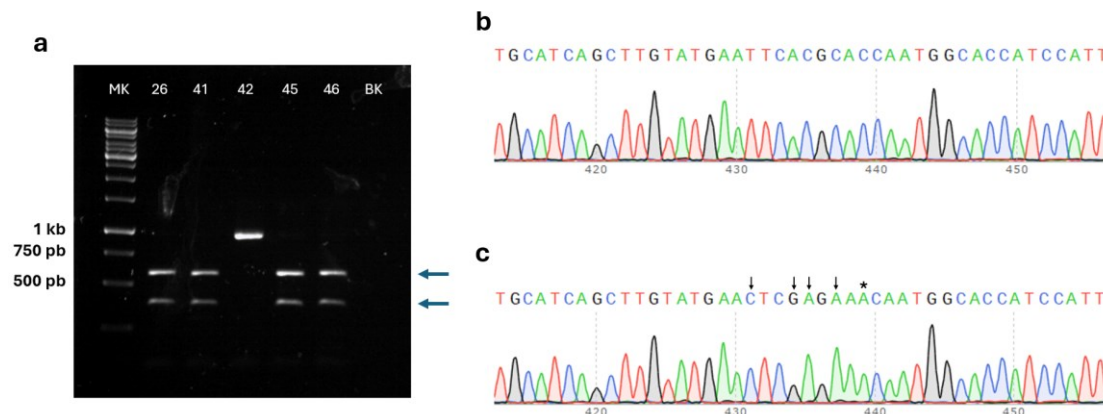 a
MK 26 41 42 45 46 BK
1 kb
750 pb
500 pb
b
TGCATCAGCTTGTATGAATTCACGCACCAATGGCACCATCCATT
420 430 440 450
c
*
TGCATCAGCTTGTATGAACTCGAGAAACAATGGCACCATCCATT
420 430 440 450